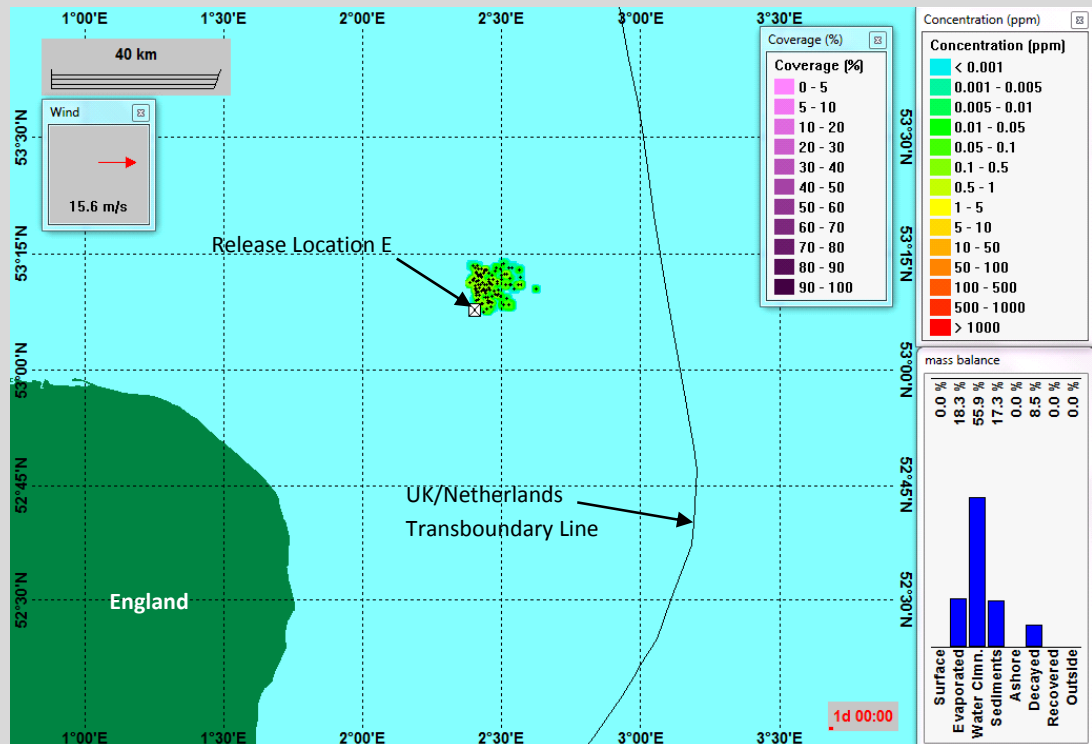 1°00'E 1°30'E 2°00'E 2°30'E 3°00'E 3°30'E
40 km
Wind
15.6 m/s
53°30'N
53°15'N
53°00'N
52°45'N
52°30'N
Release Location E
UK/Netherlands
Transboundary Line
England
53°30'N
53°15'N
53°00'N
52°45'N
52°30'N
1d 00:00
1°00'E 1°30'E 2°00'E 2°30'E 3°00'E 3°30'E
Coverage (%)
Coverage (%)
0 - 5
5 - 10
10 - 20
20 - 30
30 - 40
40 - 50
50 - 60
60 - 70
70 - 80
80 - 90
90 - 100
Concentration (ppm)
Concentration (ppm)
< 0.001
0.001 - 0.005
0.005 - 0.01
0.01 - 0.05
0.05 - 0.1
0.1 - 0.5
0.5 - 1
1 - 5
5 - 10
10 - 50
50 - 100
100 - 500
500 - 1000
> 1000
mass balance
0.0 %
18.3 %
55.9 %
17.3 %
0.0 %
8.5 %
0.0 %
0.0 %
Surface
Evaporated
Water Clmn.
Sediments
Ashore
Decayed
Recovered
Outside